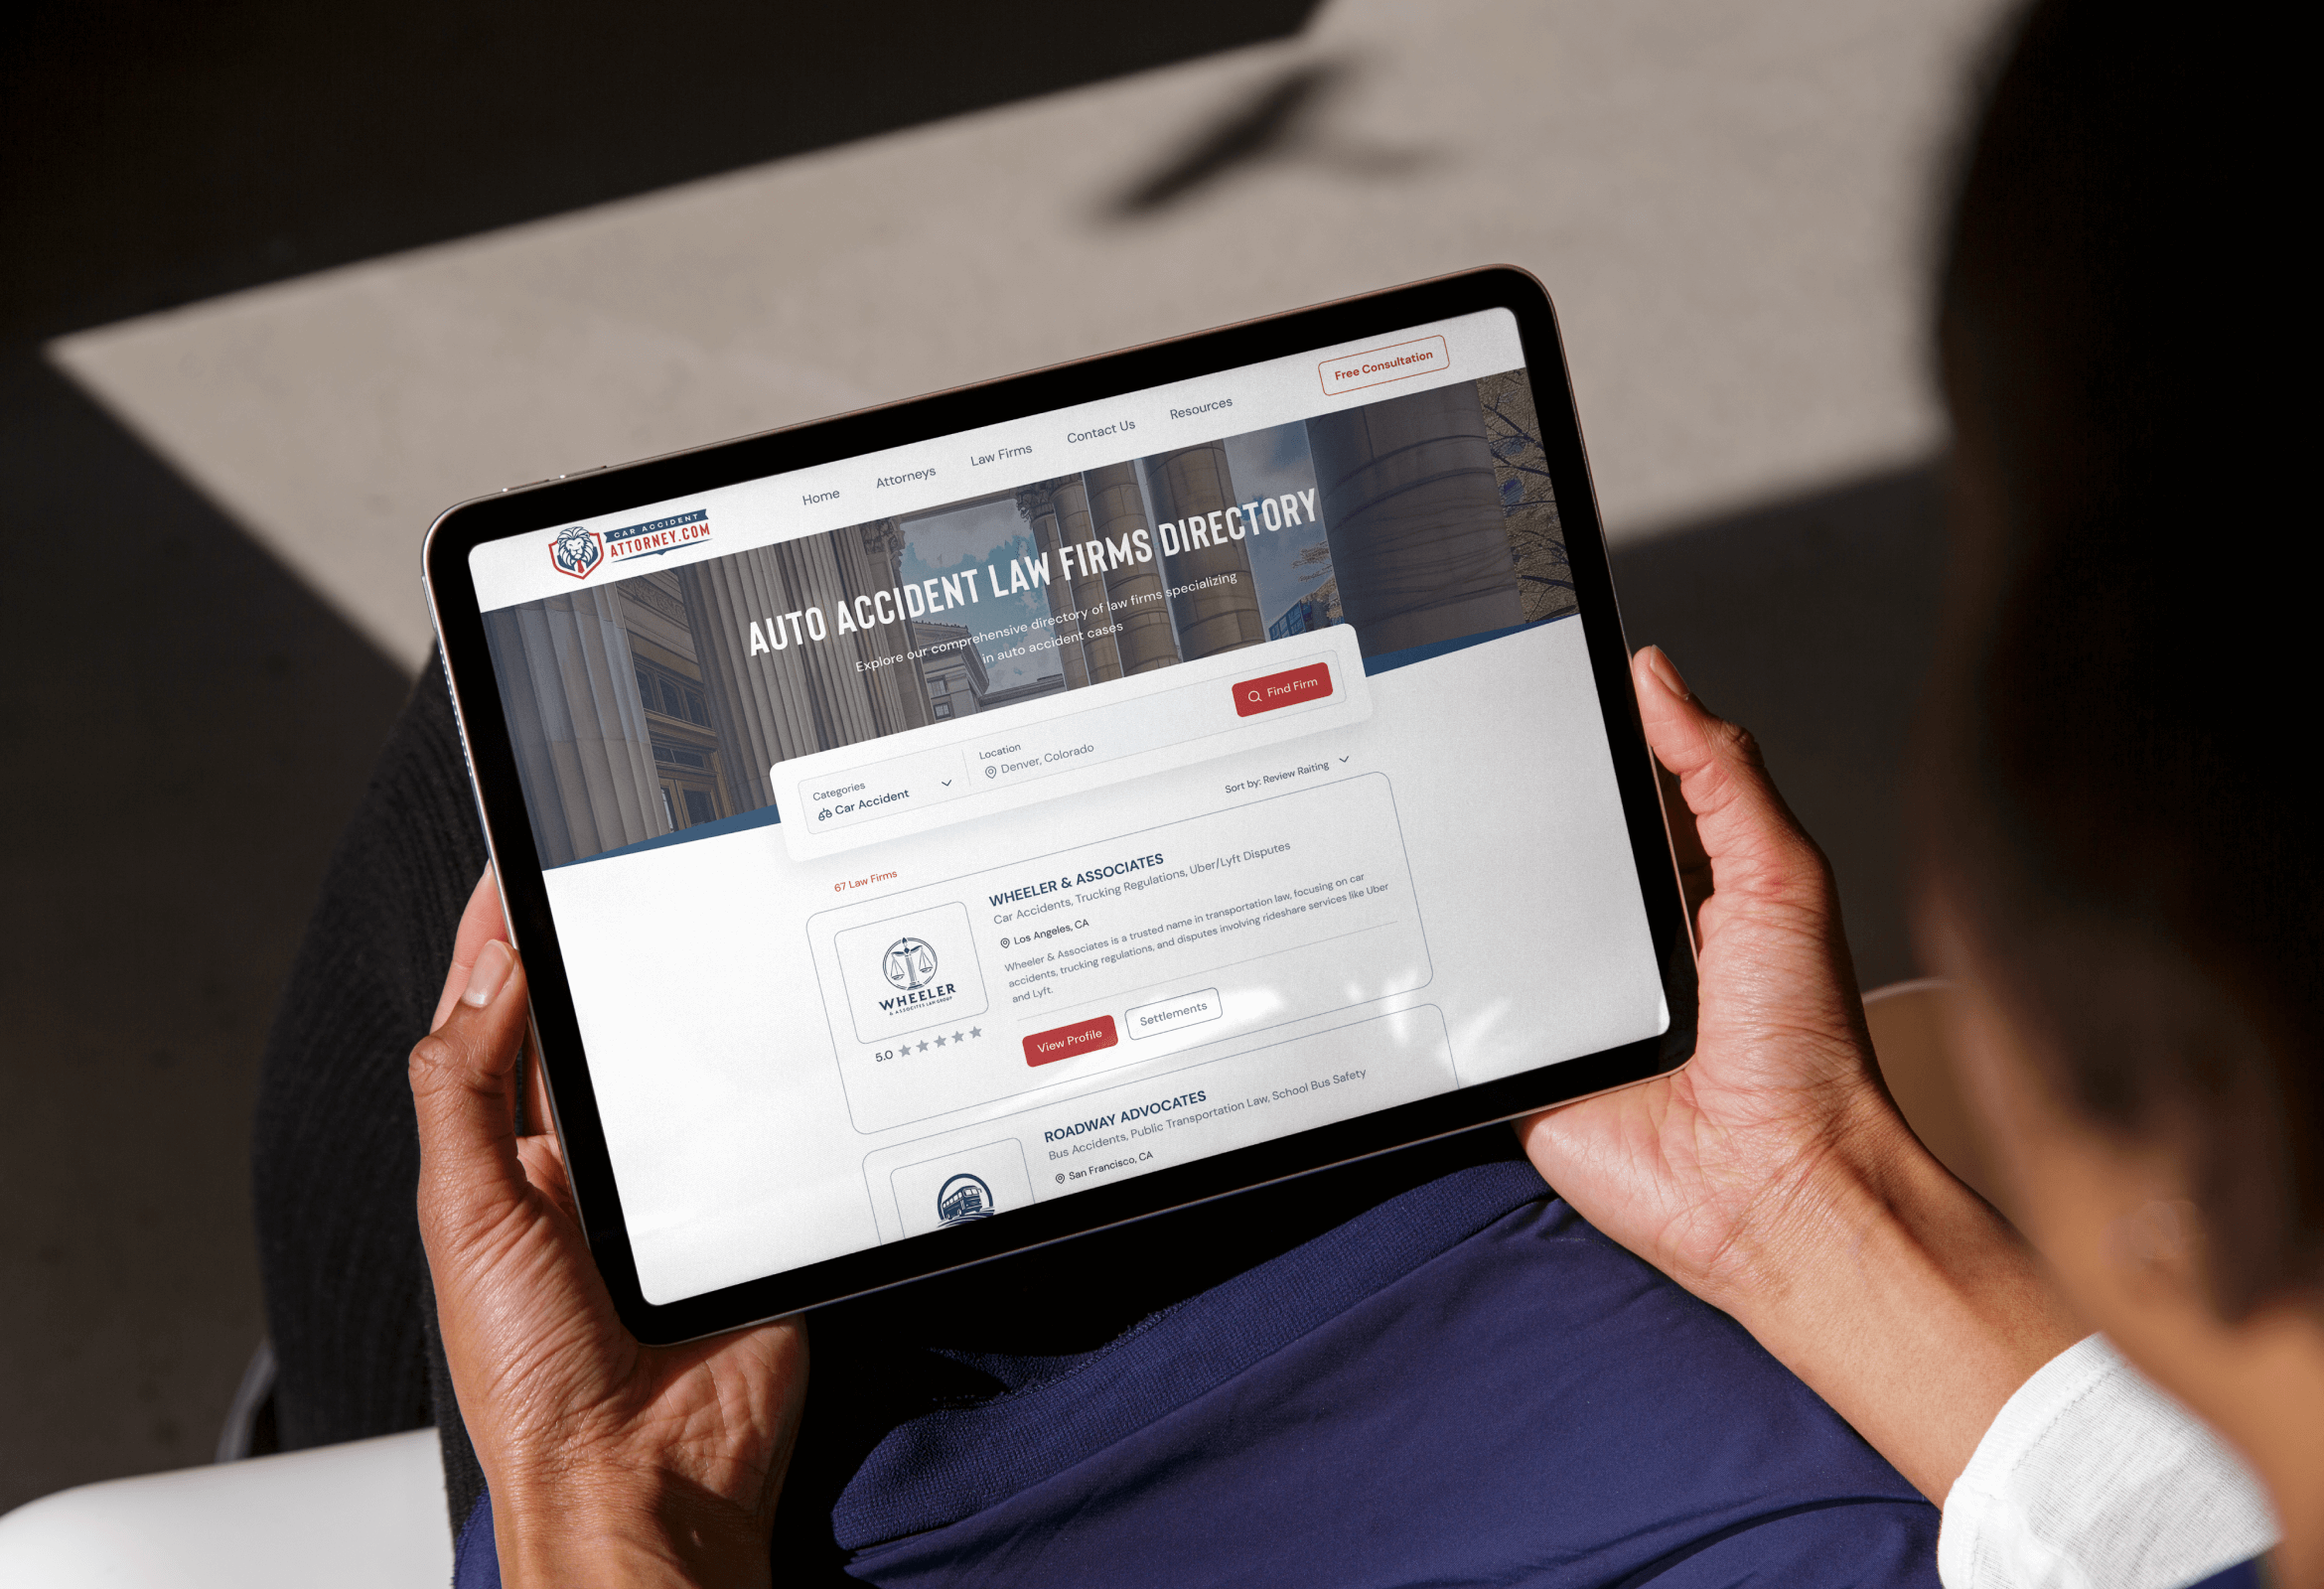 CAR ACCIDENT
ATTORNEY.COM
Home
Attorneys
Law Firms
Contact Us
Resources
Free Consultation
AUTO ACCIDENT LAW FIRMS DIRECTORY
Explore our comprehensive directory of law firms specializing
in auto accident cases
Categories
Car Accident
Location
Denver, Colorado
Find Firm
67 Law Firms
Sort by: Review Raiting
WHEELER
& ASSOCIATES LAW GROUP
5.0
WHEELER & ASSOCIATES
Car Accidents, Trucking Regulations, Uber/Lyft Disputes
Los Angeles, CA
Wheeler & Associates is a trusted name in transportation law, focusing on car
accidents, trucking regulations, and disputes involving rideshare services like Uber
and Lyft.
View Profile
Settlements
ROADWAY ADVOCATES
Bus Accidents, Public Transportation Law, School Bus Safety
San Francisco, CA